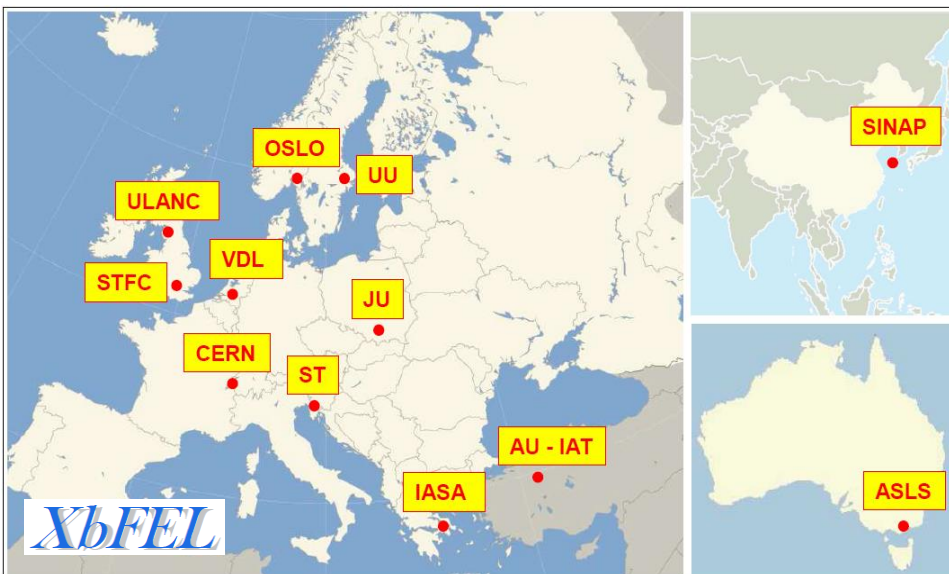 OSLO
UU
ULANC
VDL
STFC
JU
CERN
ST
AU - IAT
IASA
XbFEL
SINAP
ASLS